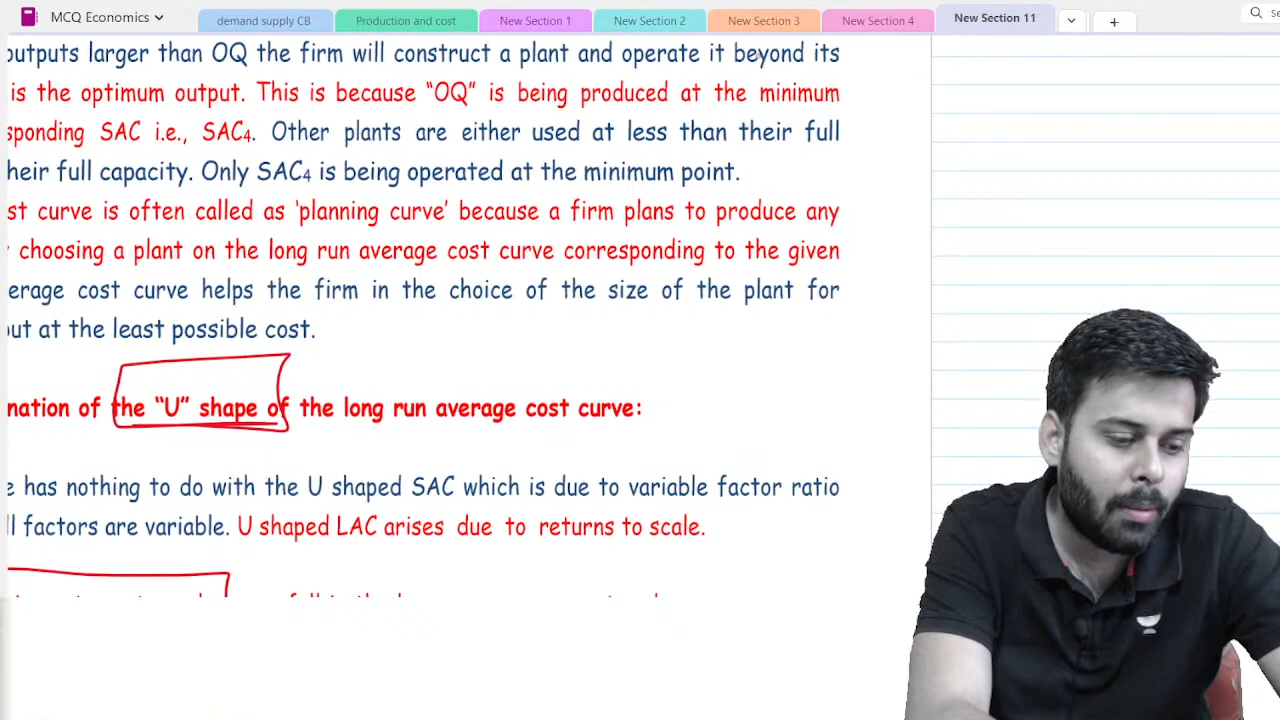 MCQ Economics
demand supply CB
Production and cost
New Section 1
New Section 2
New Section 3
New Section 4
New Section 11
outputs larger than OQ the firm will construct a plant and operate it beyond its
is the optimum output. This is because “OQ” is being produced at the minimum
sponding SAC i.e., SAC₄. Other plants are either used at less than their full
heir full capacity. Only SAC₄ is being operated at the minimum point.
st curve is often called as ‘planning curve’ because a firm plans to produce any
choosing a plant on the long run average cost curve corresponding to the given
erage cost curve helps the firm in the choice of the size of the plant for
out at the least possible cost.
nation of the “U” shape of the long run average cost curve:
e has nothing to do with the U shaped SAC which is due to variable factor ratio
ll factors are variable. U shaped LAC arises due to returns to scale.